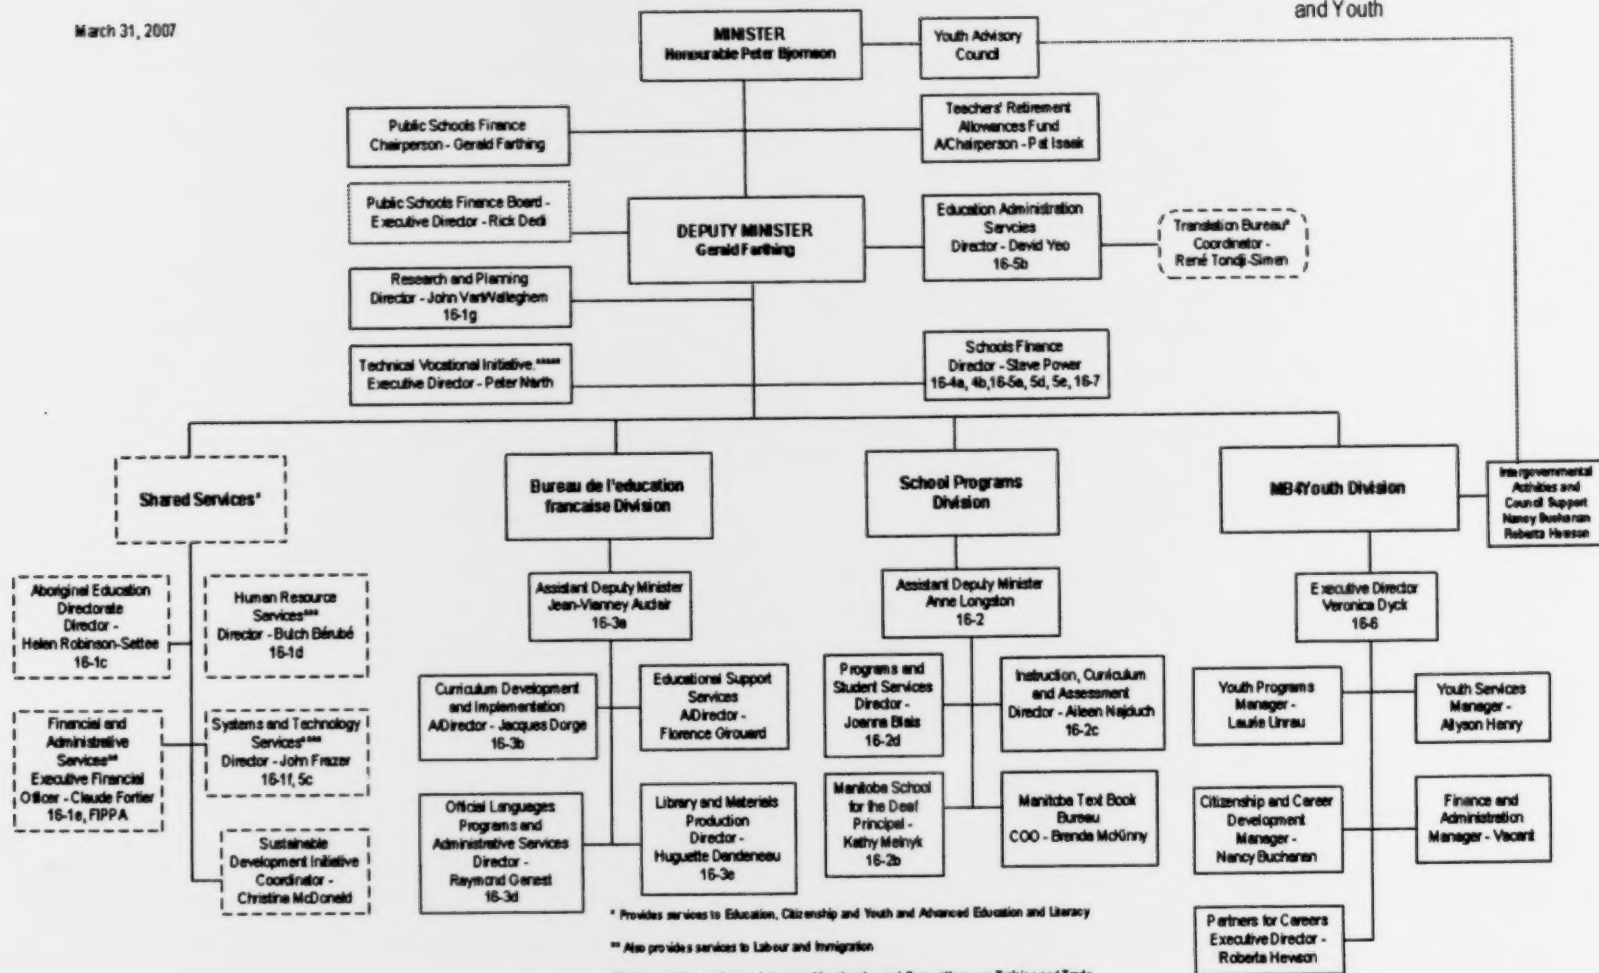 and Youth
March 31, 2007
MINISTER
Honourable Peter Bjornson
Youth Advisory
Council
Public Schools Finance
Chairperson - Gerald Farthing
Teachers' Retirement
Allowances Fund
A/Chairperson - Pat Isaak
Public Schools Finance Board -
Executive Director - Rick Dedi
DEPUTY MINISTER
Gerald Farthing
Education Administration
Servcies
Director - David Yeo
16-5b
Translation Bureau*
Coordinator -
René Tondji-Simen
Research and Planning
Director - John VanWalleghem
16-1g
Technical Vocational Initiative.*****
Executive Director - Peter Narth
Schools Finance
Director - Steve Power
16-4a, 4b,16-5a, 5d, 5e, 16-7
Shared Services*
Bureau de l'education
francaise Division
School Programs
Division
MB4Youth Division
Intergovernmental
Activities and
Council Support
Nancy Buchanan
Roberta Hewson
Aboriginal Education
Directorate
Director -
Helen Robinson-Settee
16-1c
Human Resource
Services***
Director - Butch Bérubé
16-1d
Financial and
Administrative
Services**
Executive Financial
Officer - Claude Fortier
16-1e, FIPPA
Systems and Technology
Services****
Director - John Frazer
16-1f, 5c
Sustainable
Development Initiative
Coordinator -
Christine McDonald
Assistant Deputy Minister
Jean-Vianney Auclair
16-3a
Curriculum Development
and Implementation
A/Director - Jacques Dorge
16-3b
Educational Support
Services
A/Director -
Florence Girouard
Official Languages
Programs and
Administrative Services
Director -
Raymond Genest
16-3d
Library and Materials
Production
Director -
Huguette Dandeneau
16-3e
Assistant Deputy Minister
Anne Longston
16-2
Programs and
Student Services
Director -
Joanna Blais
16-2d
Instruction, Curriculum
and Assessment
Director - Aileen Najduch
16-2c
Manitoba School
for the Deaf
Principal -
Kathy Melnyk
16-2b
Manitoba Text Book
Bureau
COO - Brenda McKinny
Executive Director
Veronica Dyck
16-6
Youth Programs
Manager -
Laurie Unrau
Youth Services
Manager -
Allyson Henry
Citizenship and Career
Development
Manager -
Nancy Buchanan
Finance and
Administration
Manager - Vacant
Partners for Careers
Executive Director -
Roberta Hewson
* Provides services to Education, Citizenship and Youth and Advanced Education and Literacy
** Also provides services to Labour and Immigration